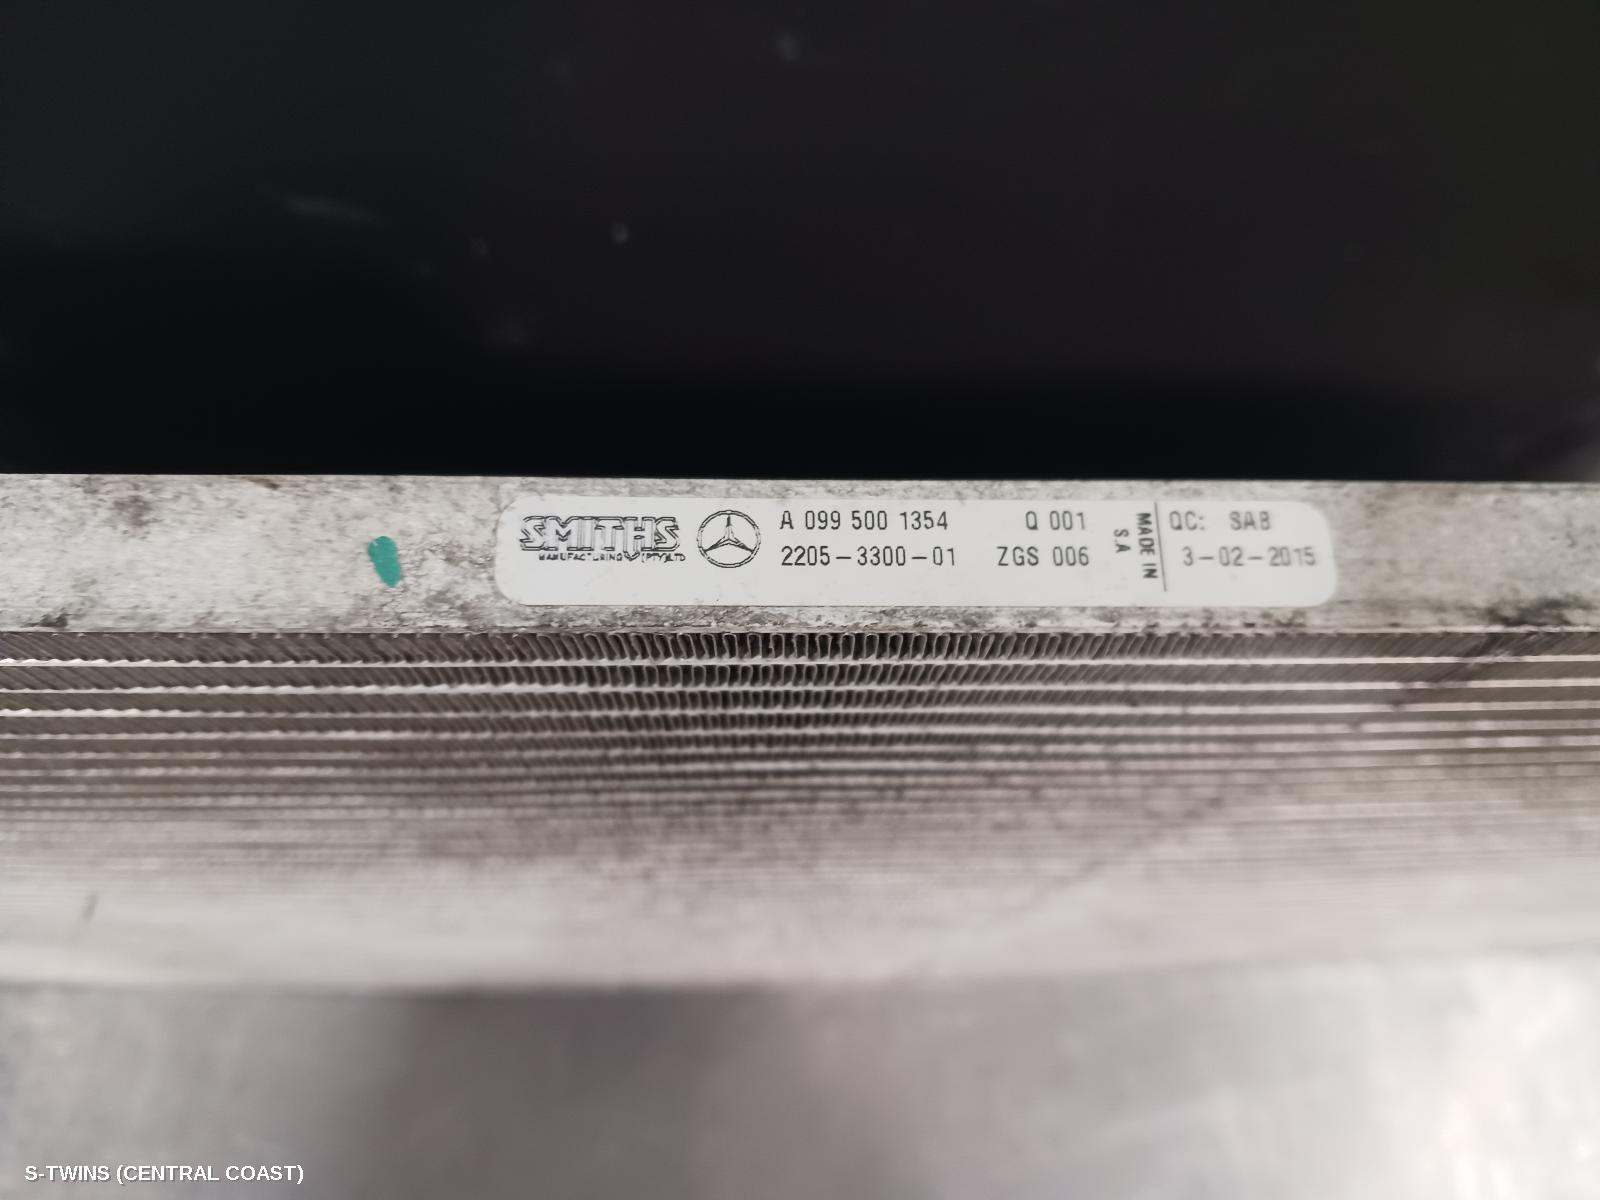 SMITHS
MANUFACTURING (PTY) LTD
A 099 500 1354 Q 001
2205-3300-01 ZGS 006
MADE IN
S.A
QC: SAB
3-02-2015
S-TWINS (CENTRAL COAST)